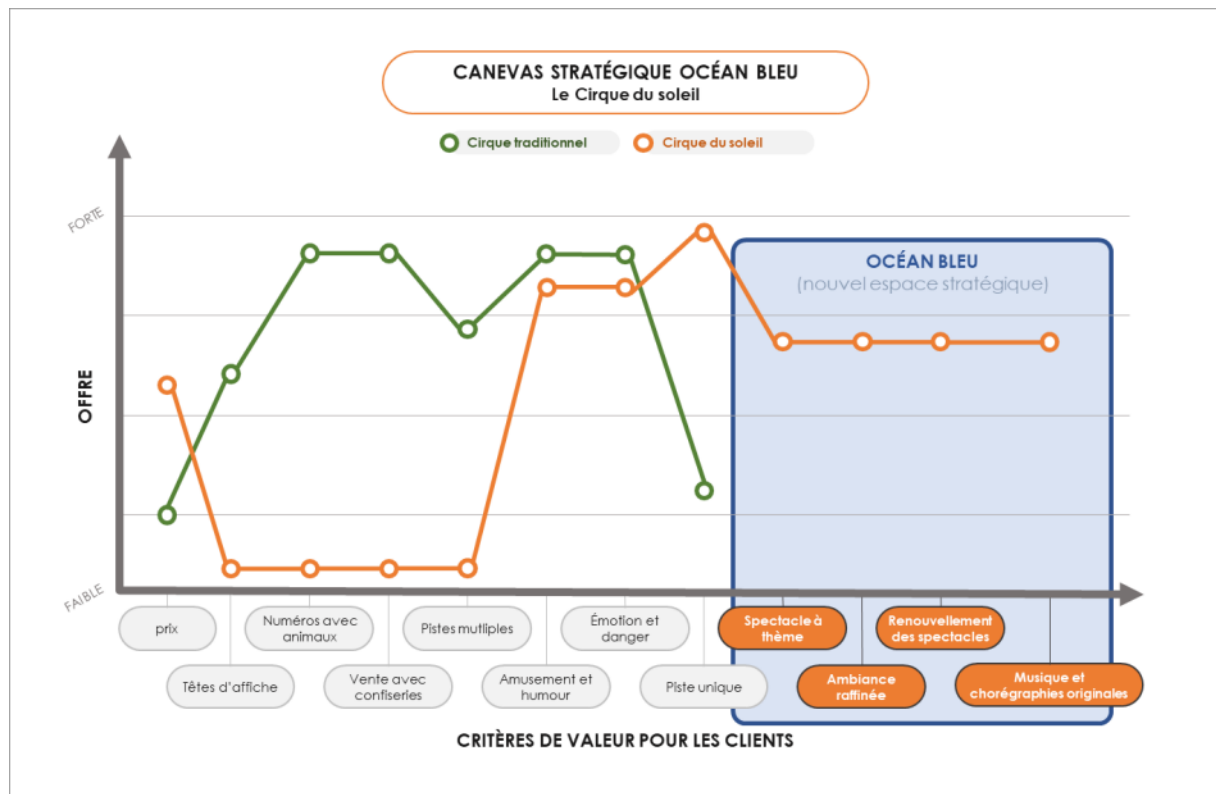 CANEVAS STRATÉGIQUE OCÉAN BLEU
Le Cirque du soleil
Cirque traditionnel
Cirque du soleil
FORTE
OCÉAN BLEU
(nouvel espace stratégique)
OFFRE
FAIBLE
prix
Numéros avec
animaux
Pistes mutliples
Émotion et
danger
Spectacle à
thème
Renouvellement
des spectacles
Têtes d'affiche
Vente avec
confiseries
Amusement et
humour
Piste unique
Ambiance
raffinée
Musique et
chorégraphies originales
CRITÈRES DE VALEUR POUR LES CLIENTS